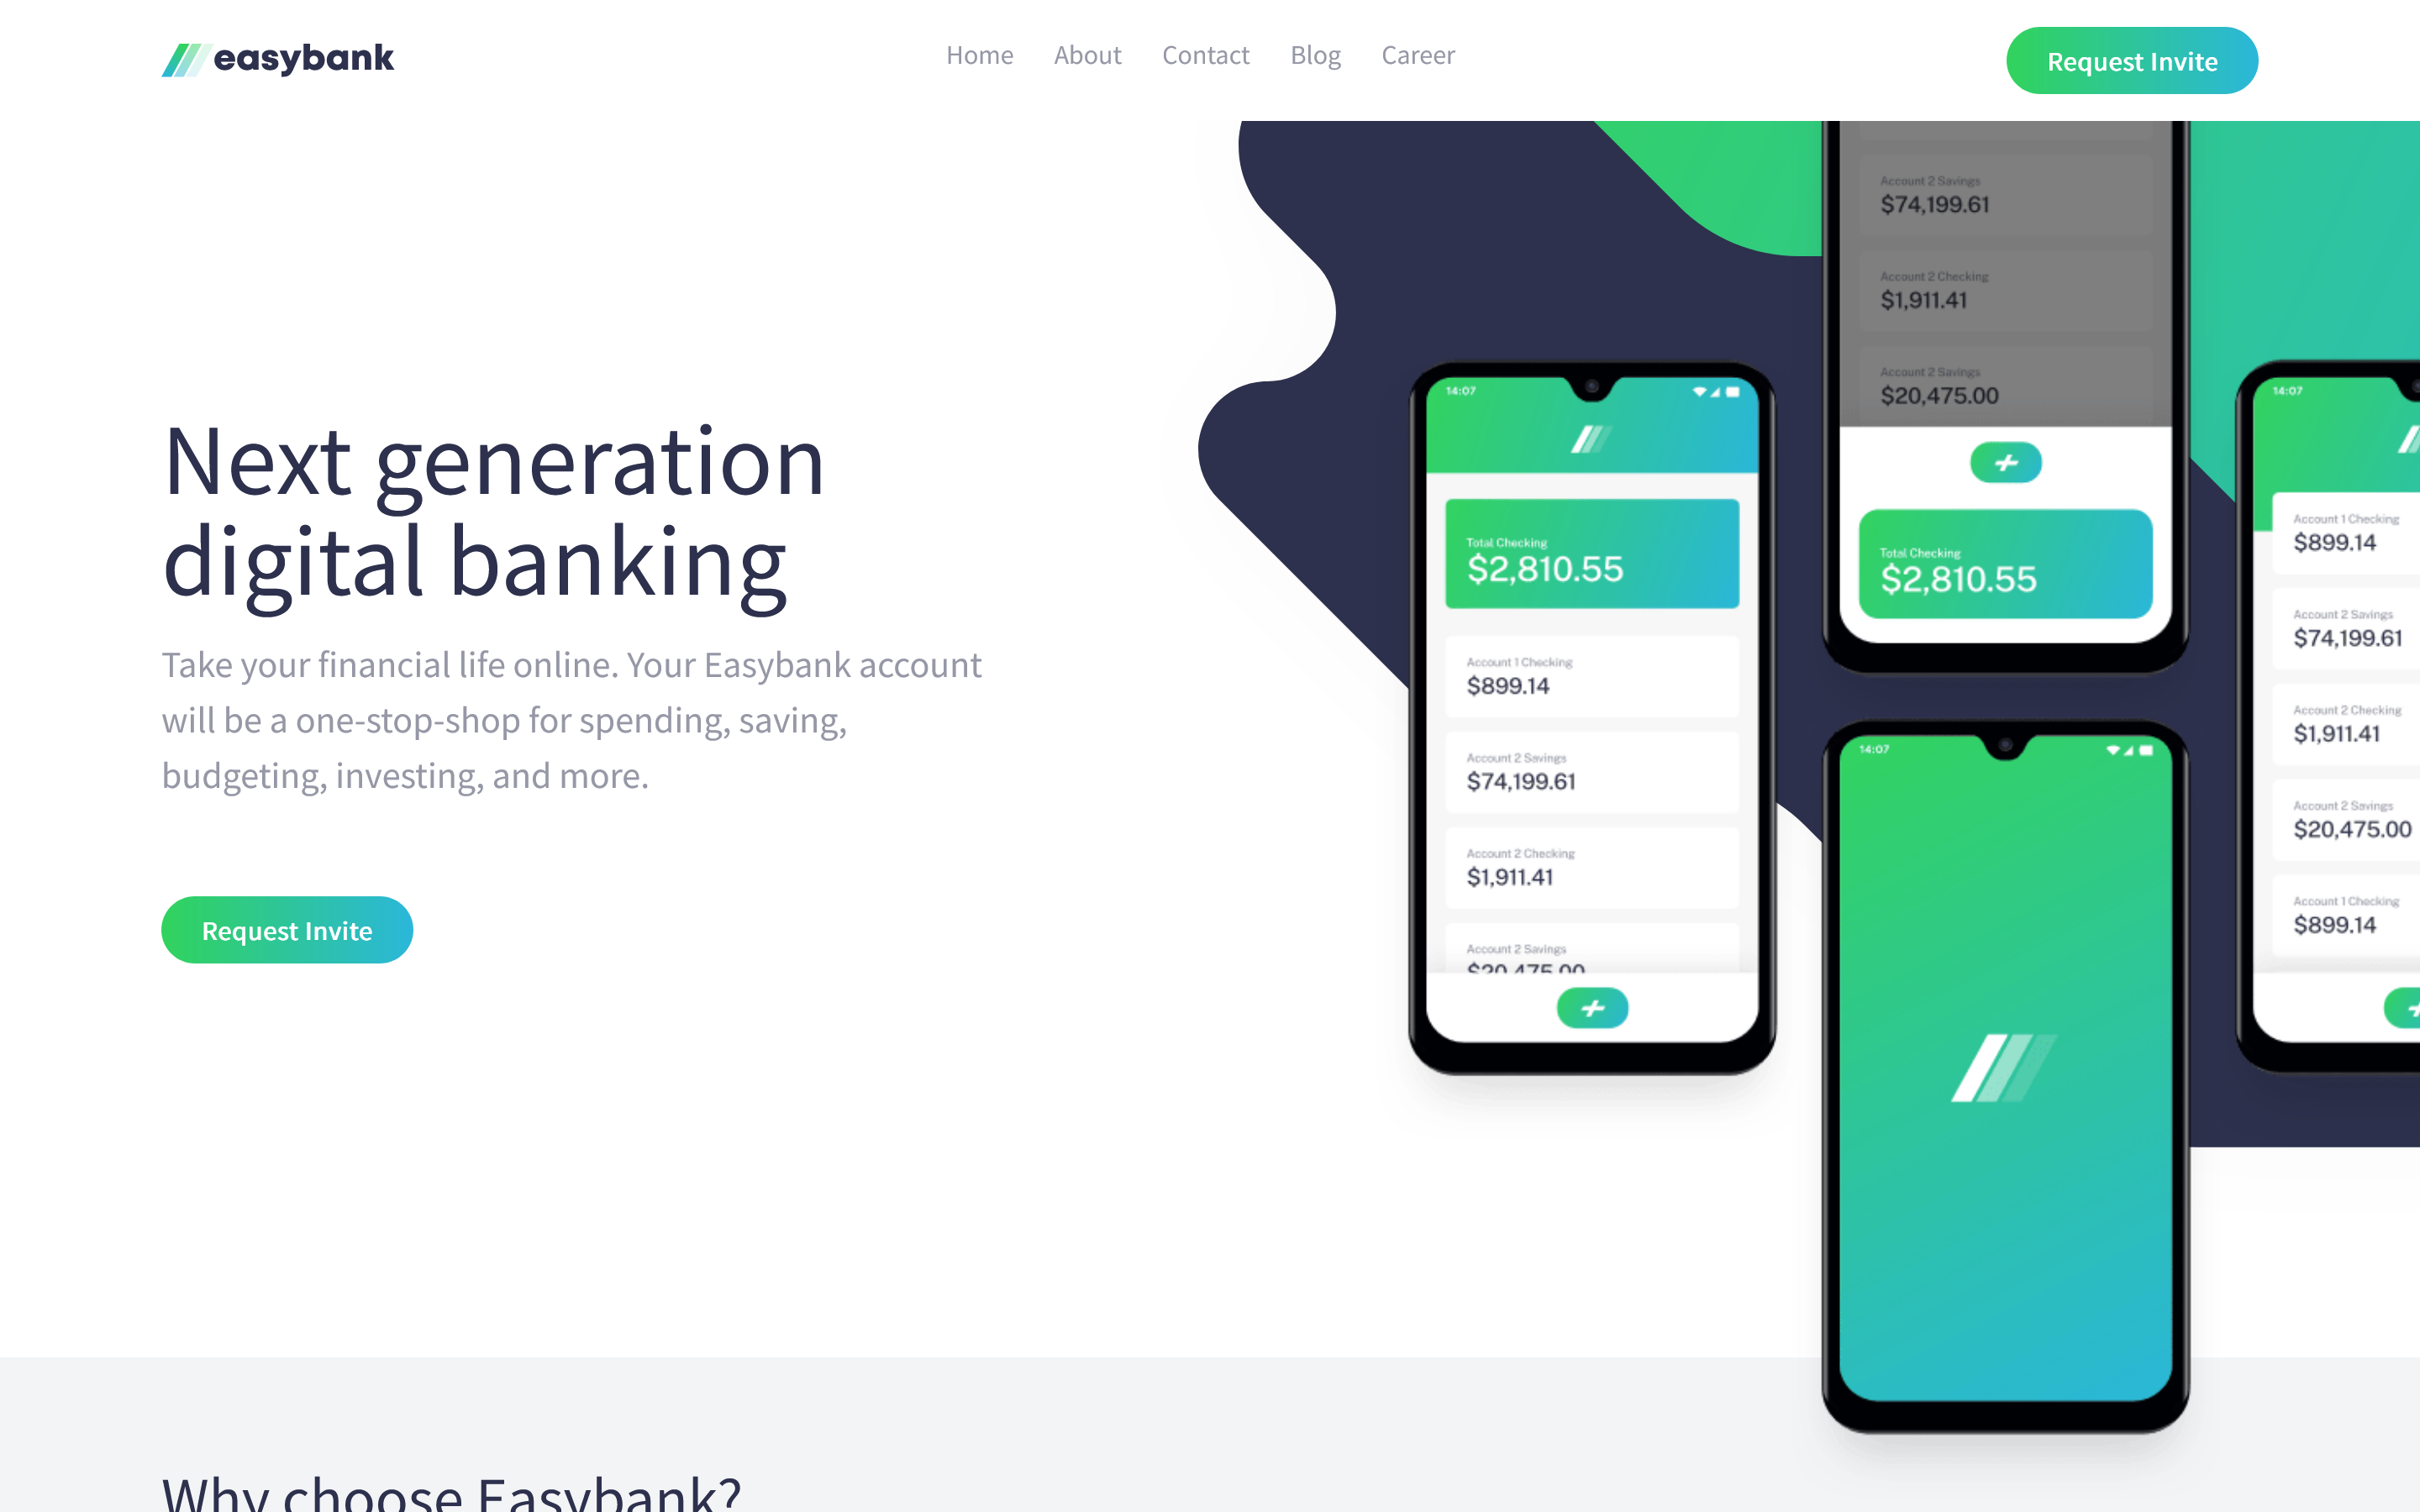 easybank
Home
About
Contact
Blog
Career
Request Invite
Next generation
digital banking
Take your financial life online. Your Easybank account
will be a one-stop-shop for spending, saving,
budgeting, investing, and more.
Request Invite
14:07
Total Checking
$2,810.55
Account 1 Checking
$899.14
Account 2 Savings
$74,199.61
Account 2 Checking
$1,911.41
Account 2 Savings
$20,475.00
Account 2 Savings
$74,199.61
Account 2 Checking
$1,911.41
Account 2 Savings
$20,475.00
Total Checking
$2,810.55
14:07
14:07
Account 1 Checking
$899.14
Account 2 Savings
$74,199.61
Account 2 Checking
$1,911.41
Account 2 Savings
$20,475.00
Account 1 Checking
$899.14
Why choose Easybank?